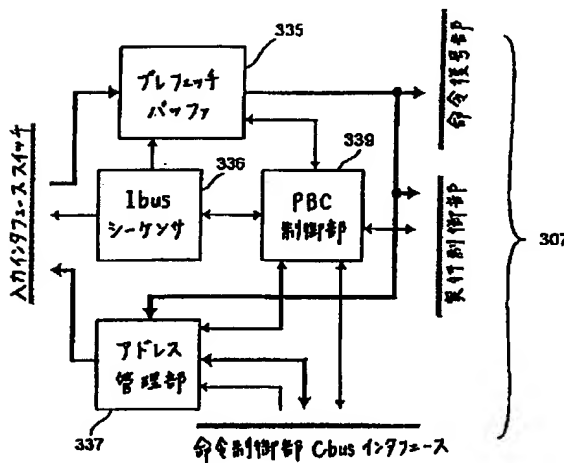 335
プレフェッチ
バッファ
336
Ibus
シーケンサ
339
PBC
制御部
アドレス
管理部
337
入力インタフェーススイッチ
命令復号部
実行制御部
307
命令制御部 Cbus インタフェース